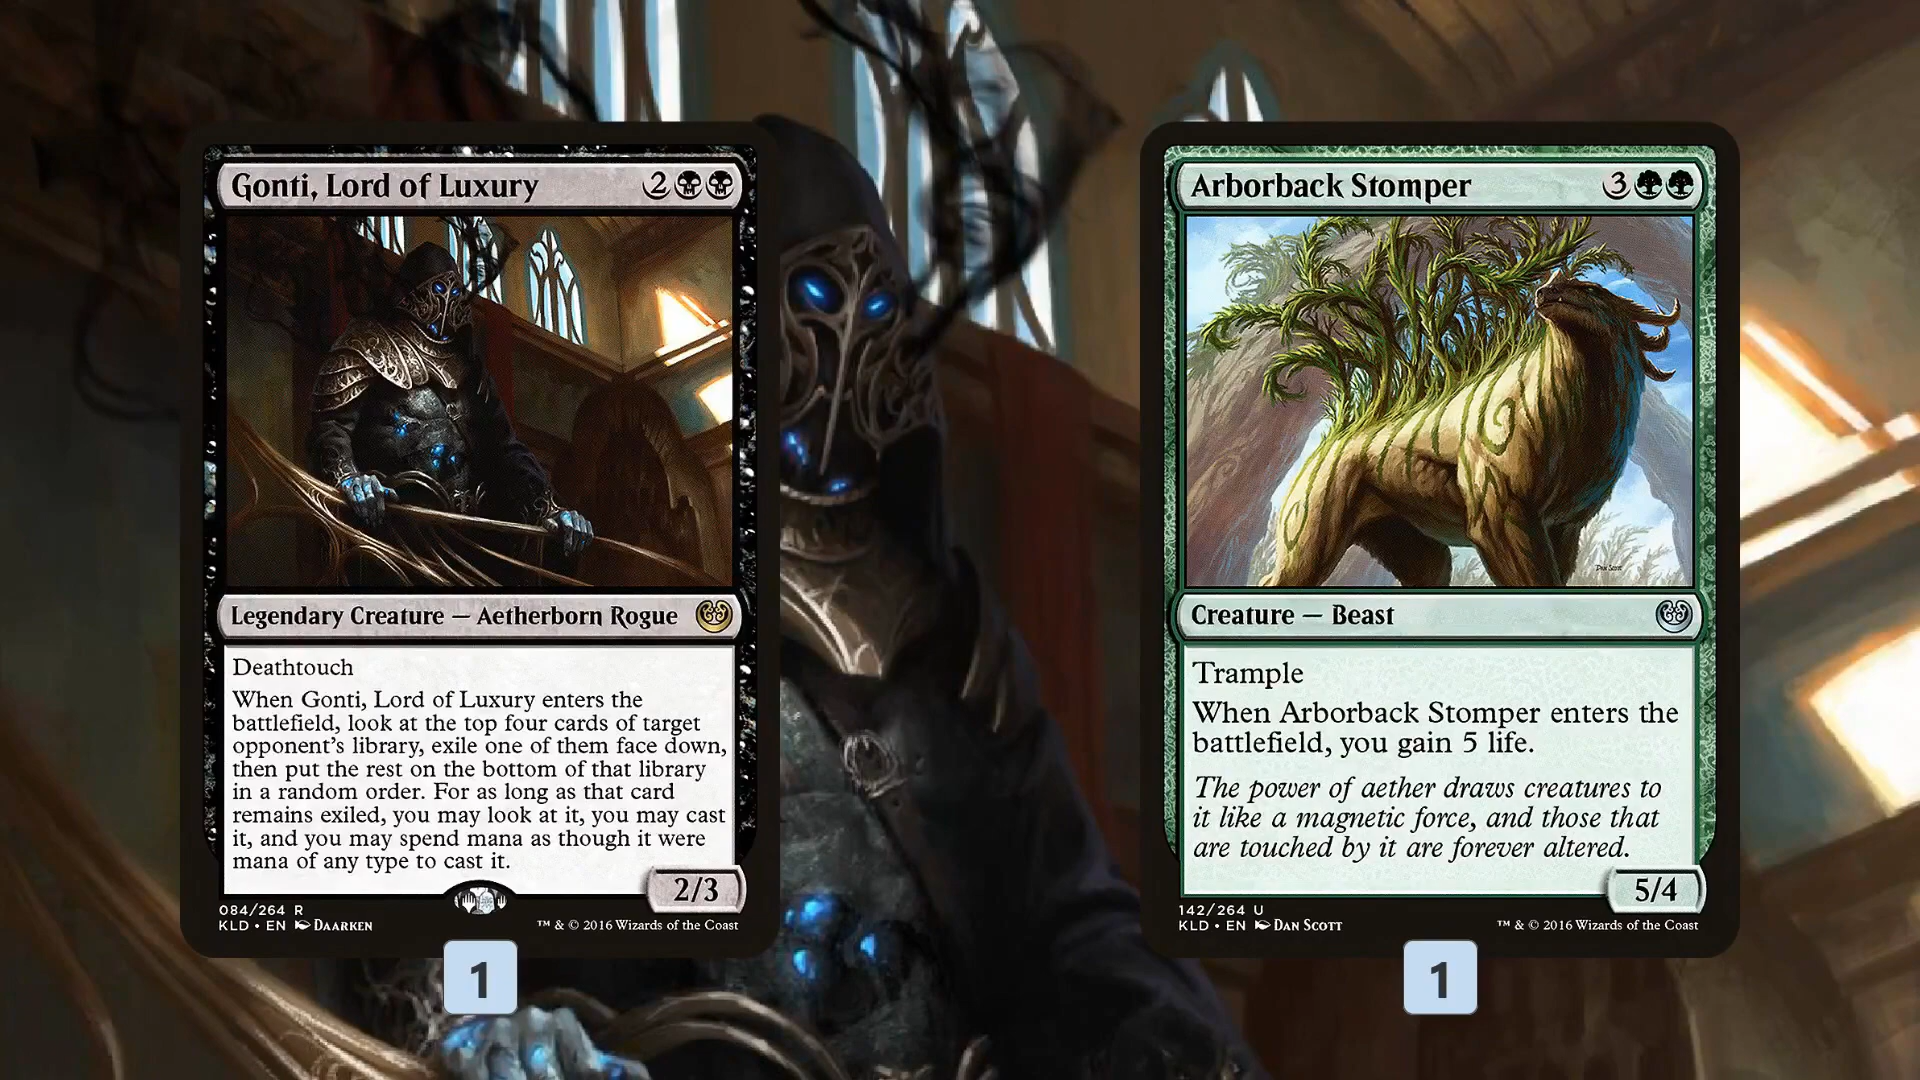 Gonti, Lord of Luxury
2
Legendary Creature — Aetherborn Rogue
Deathtouch
When Gonti, Lord of Luxury enters the
battlefield, look at the top four cards of target
opponent's library, exile one of them face down,
then put the rest on the bottom of that library
in a random order. For as long as that card
remains exiled, you may look at it, you may cast
it, and you may spend mana as though it were
mana of any type to cast it.
2/3
084/264 R
KLD • EN DAARKEN
™ & © 2016 Wizards of the Coast
1
Arborback Stomper
3
DAN SCOTT
Creature — Beast
Trample
When Arborback Stomper enters the
battlefield, you gain 5 life.
The power of aether draws creatures to
it like a magnetic force, and those that
are touched by it are forever altered.
5/4
142/264 U
KLD • EN DAN SCOTT
™ & © 2016 Wizards of the Coast
1